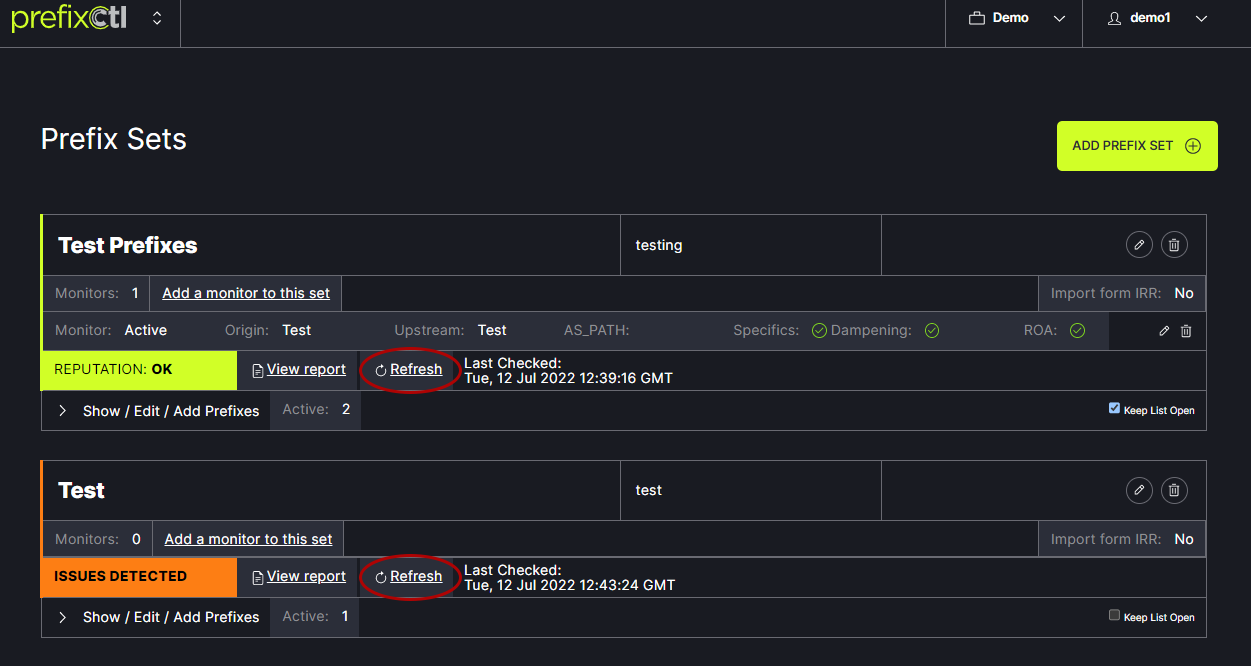 prefixctl
Demo
demo1
Prefix Sets
ADD PREFIX SET
Test Prefixes
testing
Monitors: 1
Add a monitor to this set
Import form IRR: No
Monitor: Active
Origin: Test
Upstream: Test
AS_PATH:
Specifics:
Dampening:
ROA:
REPUTATION: OK
View report
Refresh
Last Checked:
Tue, 12 Jul 2022 12:39:16 GMT
Show / Edit / Add Prefixes
Active: 2
Keep List Open
Test
test
Monitors: 0
Add a monitor to this set
Import form IRR: No
ISSUES DETECTED
View report
Refresh
Last Checked:
Tue, 12 Jul 2022 12:43:24 GMT
Show / Edit / Add Prefixes
Active: 1
Keep List Open